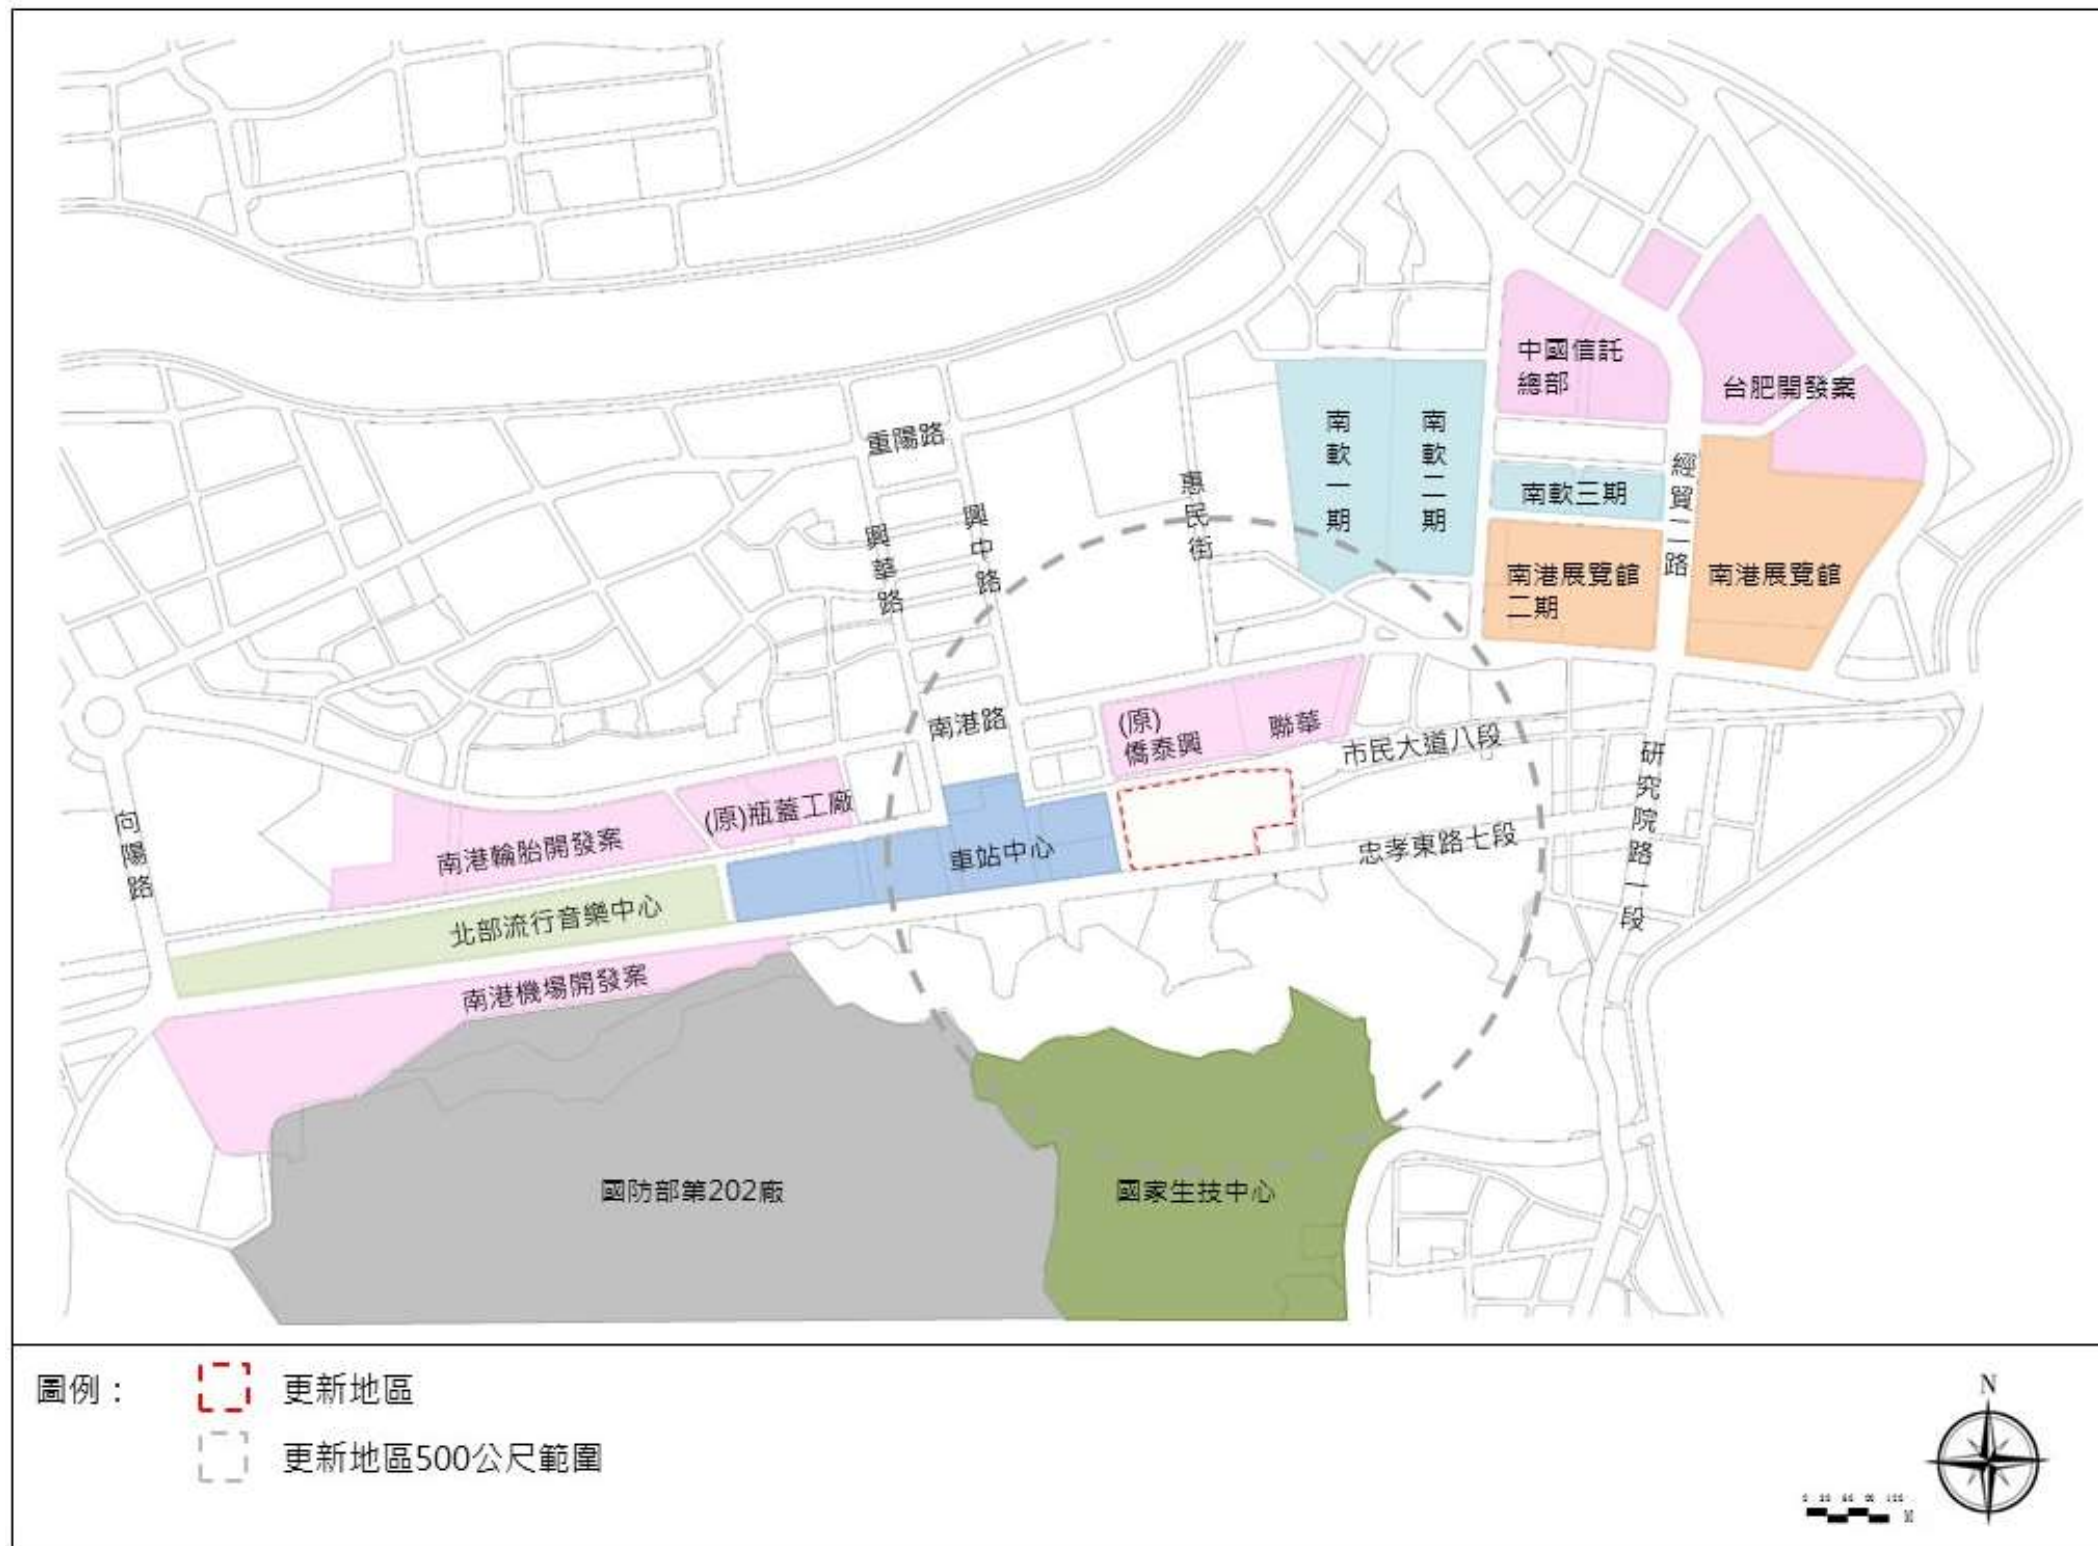 中國信託
總部
台肥開發案
重陽路
南軟一期
南軟二期
經貿二路
惠民街
南軟三期
興中路
興華路
南港展覽館
二期
南港展覽館
(原)
僑泰興
聯華
南港路
市民大道八段
研究院路一段
向陽路
(原)瓶蓋工廠
南港輪胎開發案
車站中心
忠孝東路七段
北部流行音樂中心
南港機場開發案
國防部第202廠
國家生技中心
圖例：
更新地區
更新地區500公尺範圍
N
M